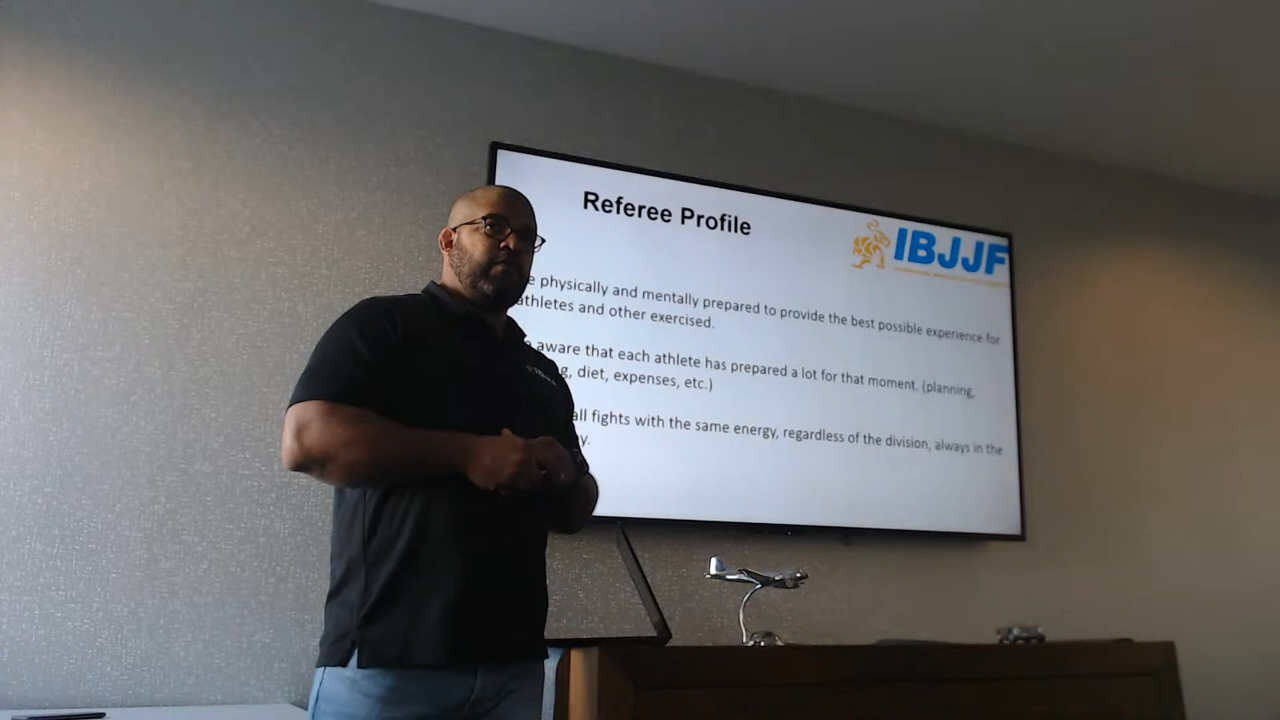 Referee Profile
IBJJF
e physically and mentally prepared to provide the best possible experience for
athletes and other exercised.
aware that each athlete has prepared a lot for that moment. (planning,
g, diet, expenses, etc.)
all fights with the same energy, regardless of the division, always in the
y.